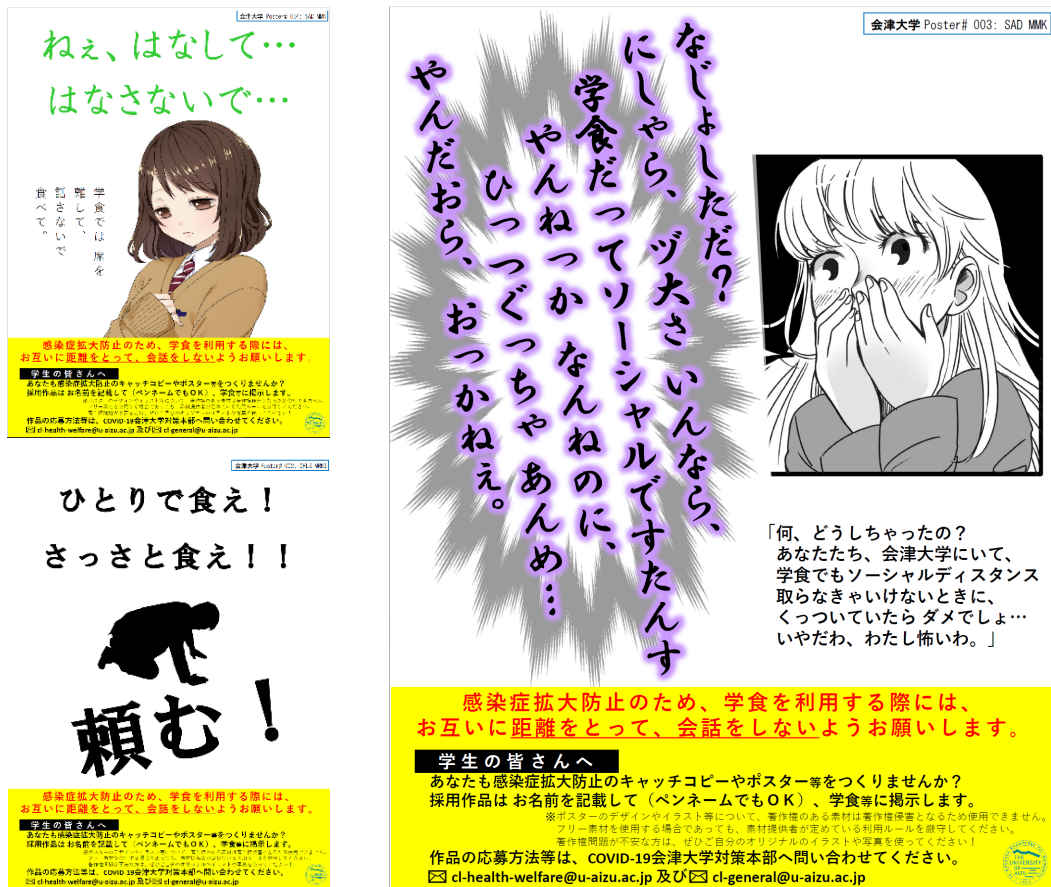 会津大学 Poster# 001: SAD MMK
ねぇ、はなして…
はなさないで…
学食では 席を
離して、
話さないで
食べて。
感染症拡大防止のため、学食を利用する際には、
お互いに距離をとって、会話をしないようお願いします。
学生の皆さんへ
あなたも感染症拡大防止のキャッチコピーやポスター等をつくりませんか？
採用作品は お名前を記載して（ペンネームでもＯＫ）、学食等に掲示します。
作品の応募方法等は、COVID-19会津大学対策本部へ問い合わせてください。
cl-health-welfare@u-aizu.ac.jp 及び cl-general@u-aizu.ac.jp
会津大学 Poster# 002:
ひとりで食え！
さっさと食え！！
頼む！
感染症拡大防止のため、学食を利用する際には、
お互いに距離をとって、会話をしないようお願いします。
学生の皆さんへ
あなたも感染症拡大防止のキャッチコピーやポスター等をつくりませんか？
採用作品は お名前を記載して（ペンネームでもＯＫ）、学食等に掲示します。
作品の応募方法等は、COVID-19会津大学対策本部へ問い合わせてください。
cl-health-welfare@u-aizu.ac.jp 及び cl-general@u-aizu.ac.jp
会津大学 Poster# 003: SAD MMK
なじょしただ？
にしゃら、ヅ大さ いんなら、
学食だってソーシャルですたんす
やんねっか なんねのに、
ひっつぐっちゃ あんめ…
やんだおら、おっかねぇ。
「何、どうしちゃったの？
あなたたち、会津大学にいて、
学食でもソーシャルディスタンス
取らなきゃいけないときに、
くっついていたら ダメでしょ…
いやだわ、わたし怖いわ。」
感染症拡大防止のため、学食を利用する際には、
お互いに距離をとって、会話をしないようお願いします。
学生の皆さんへ
あなたも感染症拡大防止のキャッチコピーやポスター等をつくりませんか？
採用作品は お名前を記載して（ペンネームでもＯＫ）、学食等に掲示します。
※ポスターのデザインやイラスト等について、著作権のある素材は著作権侵害となるため使用できません。
フリー素材を使用する場合であっても、素材提供者が定めている利用ルールを厳守してください。
著作権問題が不安な方は、ぜひご自分のオリジナルのイラストや写真を使ってください！
作品の応募方法等は、COVID-19会津大学対策本部へ問い合わせてください。
cl-health-welfare@u-aizu.ac.jp 及び cl-general@u-aizu.ac.jp
THE UNIVERSITY OF AIZU